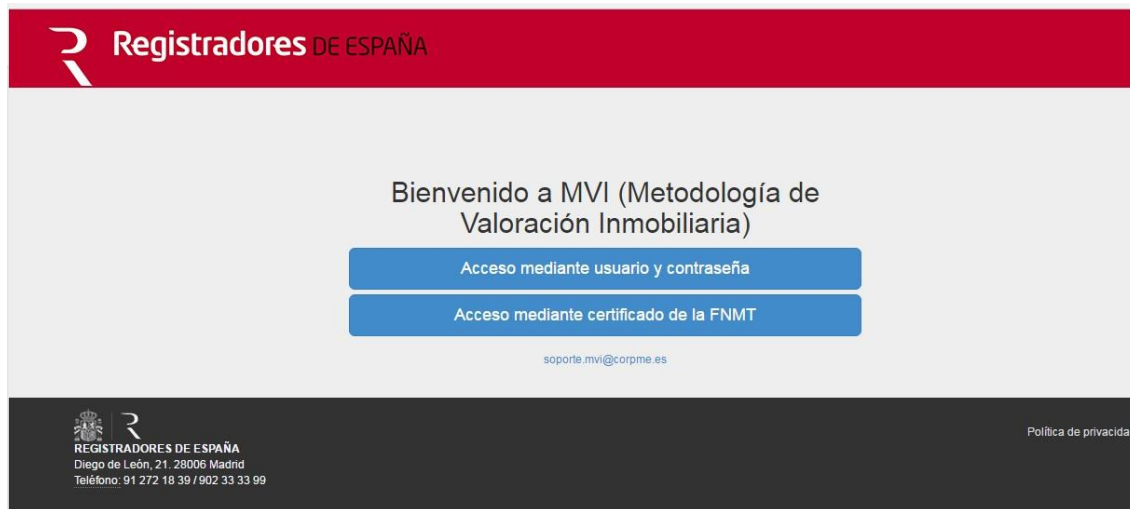 Registradores DE ESPAÑA
Bienvenido a MVI (Metodología de
Valoración Inmobiliaria)
Acceso mediante usuario y contraseña
Acceso mediante certificado de la FNMT
soporte.mvi@corpme.es
REGISTRADORES DE ESPAÑA
Diego de León, 21. 28006 Madrid
Teléfono: 91 272 18 39 / 902 33 33 99
Política de privacida